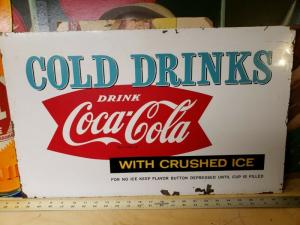 COLD DRINKS
DRINK
Coca-Cola
WITH CRUSHED ICE
FOR NO ICE KEEP FLAVOR BUTTON DEPRESSED UNTIL CUP IS FILLED